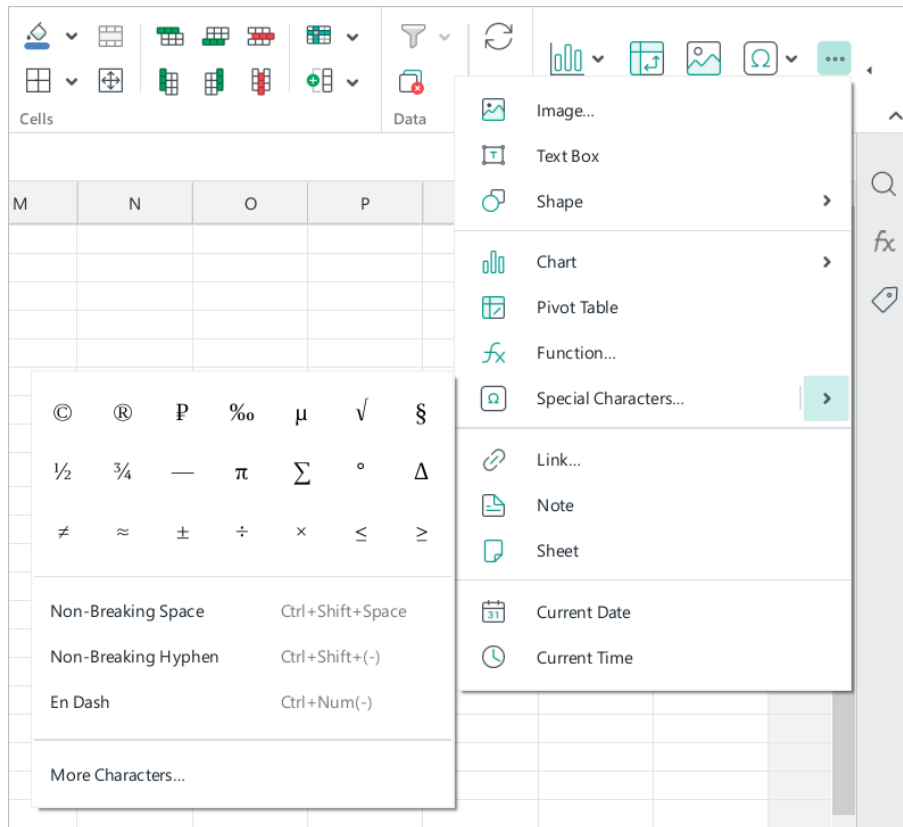 Cells
Data
M N O P
Image...
Text Box
Shape
Chart
Pivot Table
Function...
Special Characters...
Link...
Note
Sheet
31 Current Date
Current Time
© ® ₽ ‰ µ √ §
½ ¾ — π ∑ ° Δ
≠ ≈ ± ÷ × ≤ ≥
Non-Breaking Space Ctrl+Shift+Space
Non-Breaking Hyphen Ctrl+Shift+(-)
En Dash Ctrl+Num(-)
More Characters...
fx